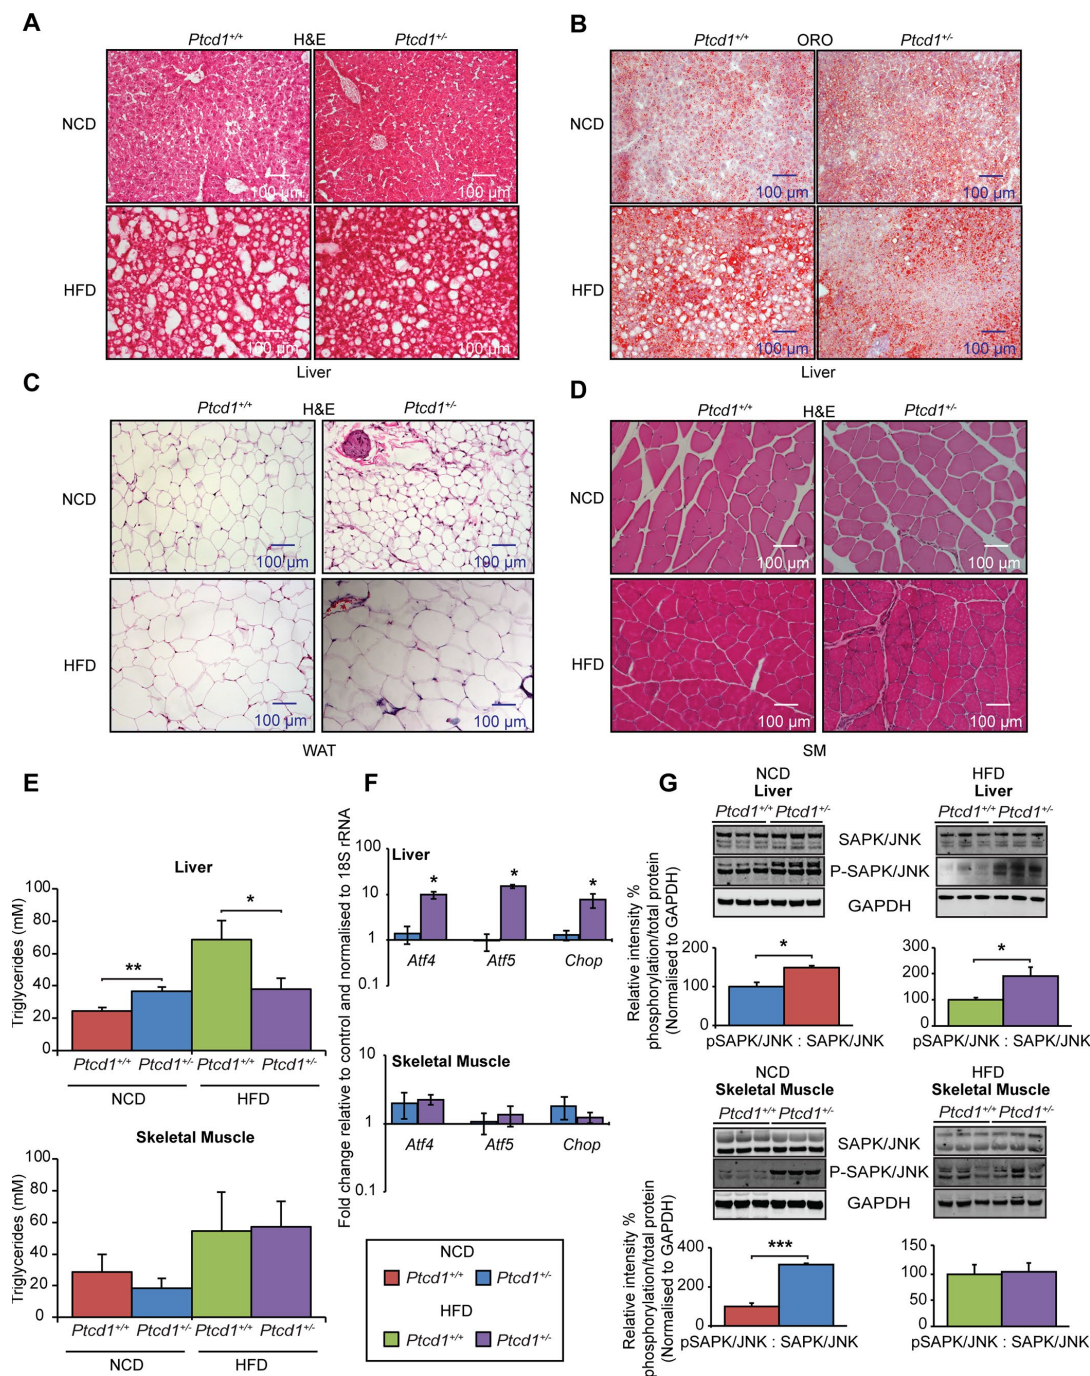 A
Ptcd1+/+ H&E Ptcd1+/-
NCD
100 µm
100 µm
HFD
100 µm
100 µm
Liver
B
Ptcd1+/+ ORO Ptcd1+/-
NCD
100 µm
100 µm
HFD
100 µm
100 µm
Liver
C
Ptcd1+/+ H&E Ptcd1+/-
NCD
100 µm
100 µm
HFD
100 µm
100 µm
WAT
D
Ptcd1+/+ H&E Ptcd1+/-
NCD
100 µm
100 µm
HFD
100 µm
100 µm
SM
E
Liver
Triglycerides (mM)
100
80
60
40
20
0
**
*
Ptcd1+/+ Ptcd1+/- Ptcd1+/+ Ptcd1+/-
NCD HFD
Skeletal Muscle
Triglycerides (mM)
100
80
60
40
20
0
Ptcd1+/+ Ptcd1+/- Ptcd1+/+ Ptcd1+/-
NCD HFD
F
Fold change relative to control and normalised to 18S rRNA
Liver
100
10
1
0.1
* * *
Atf4 Atf5 Chop
Skeletal Muscle
10
1
0.1
Atf4 Atf5 Chop
NCD
Ptcd1+/+ Ptcd1+/-
HFD
Ptcd1+/+ Ptcd1+/-
G
NCD
Liver
Ptcd1+/+ Ptcd1+/-
HFD
Liver
Ptcd1+/+ Ptcd1+/-
SAPK/JNK
P-SAPK/JNK
GAPDH
Relative intensity %
phosphorylation/total protein
(Normalised to GAPDH)
200
100
0
*
pSAPK/JNK : SAPK/JNK
300
200
100
0
*
pSAPK/JNK : SAPK/JNK
NCD
Skeletal Muscle
Ptcd1+/+ Ptcd1+/-
HFD
Skeletal Muscle
Ptcd1+/+ Ptcd1+/-
SAPK/JNK
P-SAPK/JNK
GAPDH
Relative intensity %
phosphorylation/total protein
(Normalised to GAPDH)
400
200
0
***
pSAPK/JNK : SAPK/JNK
150
100
50
0
pSAPK/JNK : SAPK/JNK